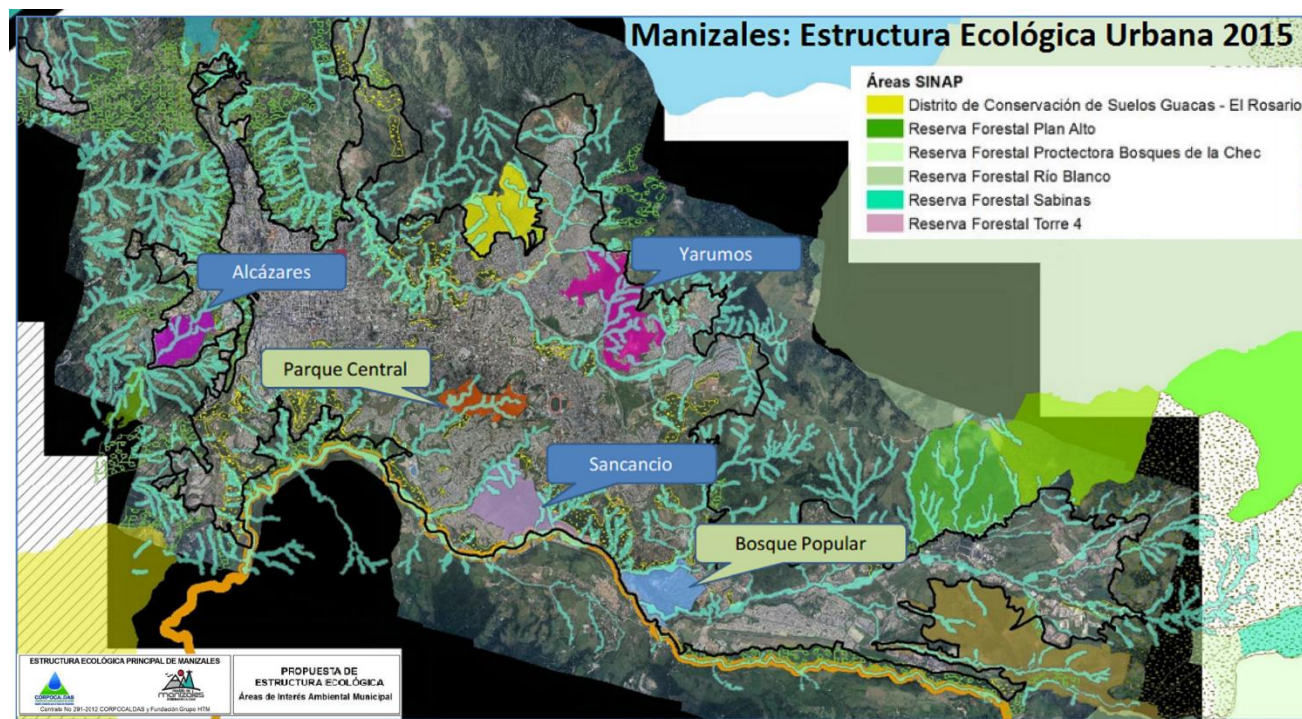 Manizales: Estructura Ecológica Urbana 2015
Áreas SINAP
Distrito de Conservación de Suelos Guacas - El Rosario
Reserva Forestal Plan Alto
Reserva Forestal Proctectora Bosques de la Chec
Reserva Forestal Río Blanco
Reserva Forestal Sabinas
Reserva Forestal Torre 4
Yarumos
Alcázares
Parque Central
Sancancio
Bosque Popular
ESTRUCTURA ECOLÓGICA PRINCIPAL DE MANIZALES
CORPOCALDAS
manizales
Contrato No 291-2012 CORPOCALDAS y Fundación Grupo HTM
PROPUESTA DE
ESTRUCTURA ECOLÓGICA
Áreas de Interés Ambiental Municipal